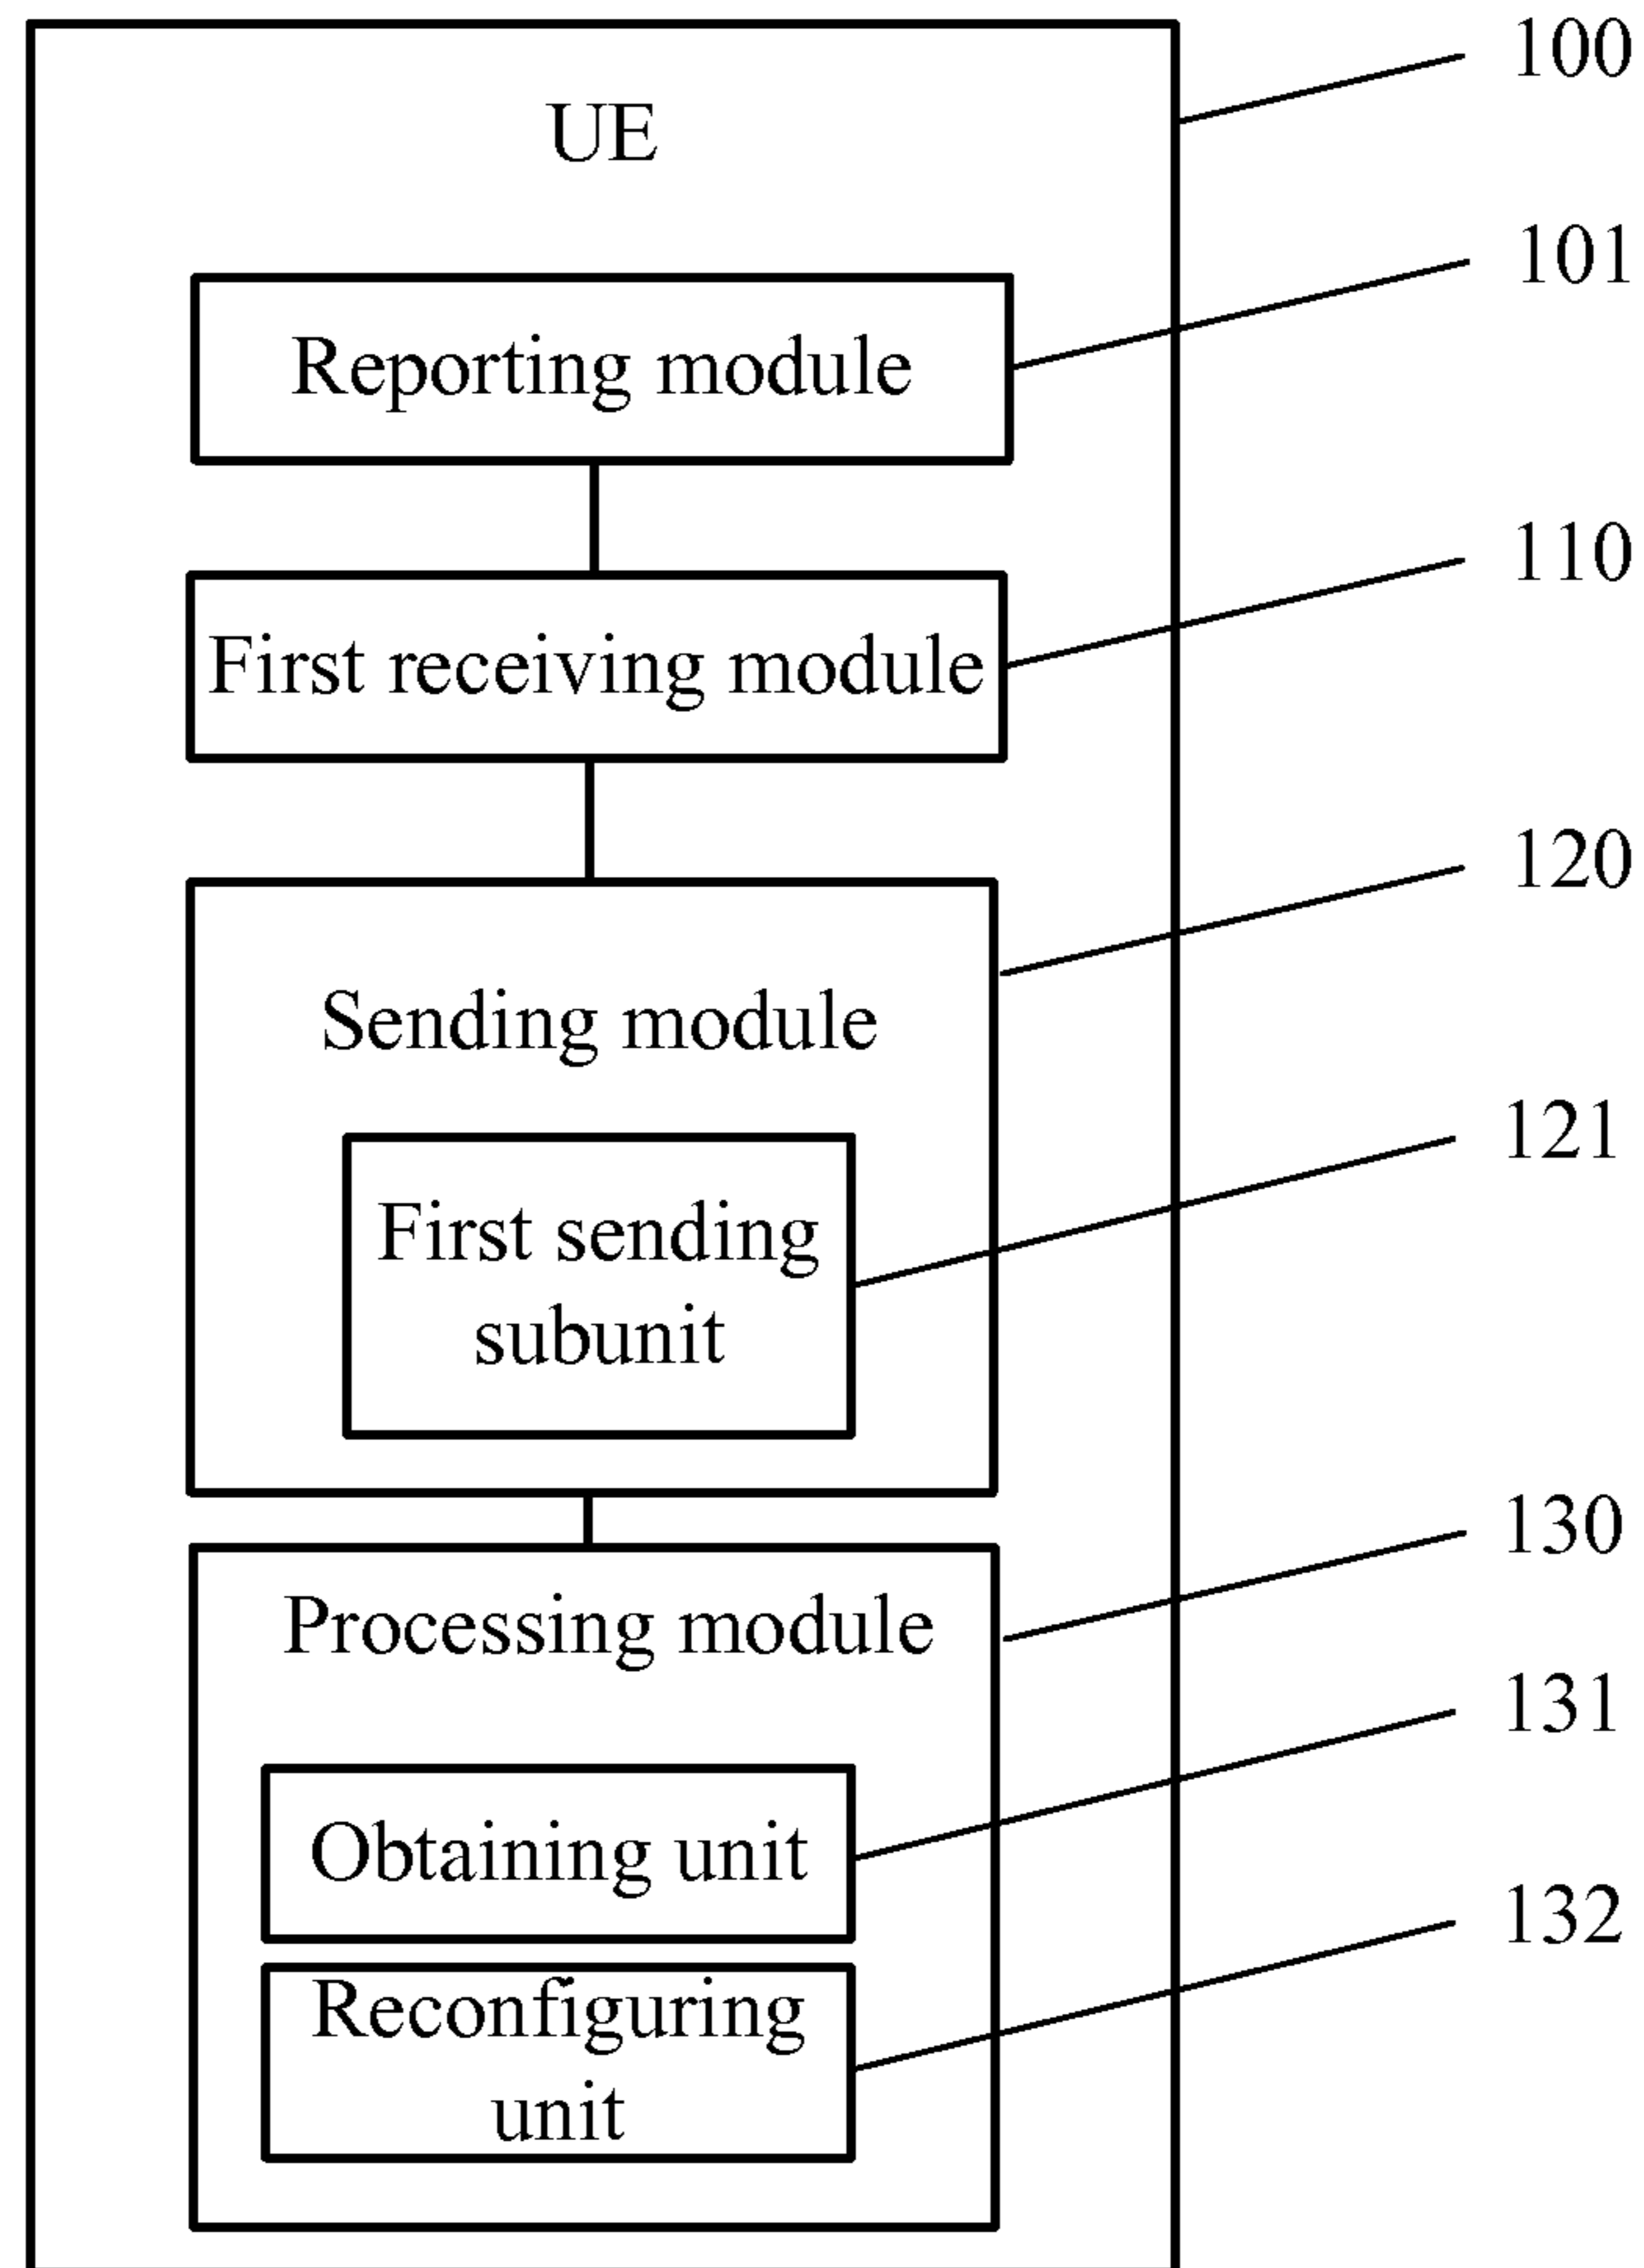 100
UE
101
Reporting module
110
First receiving module
120
Sending module
121
First sending
subunit
130
Processing module
131
Obtaining unit
132
Reconfiguring
unit